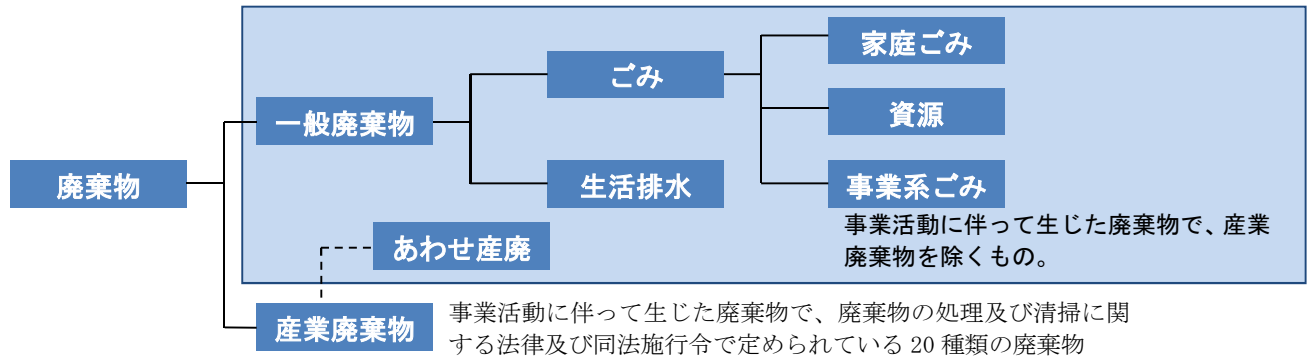 家庭ごみ
ごみ
資源
一般廃棄物
廃棄物
生活排水
事業系ごみ
事業活動に伴って生じた廃棄物で、産業
廃棄物を除くもの。
あわせ産廃
産業廃棄物
事業活動に伴って生じた廃棄物で、廃棄物の処理及び清掃に関
する法律及び同法施行令で定められている 20 種類の廃棄物